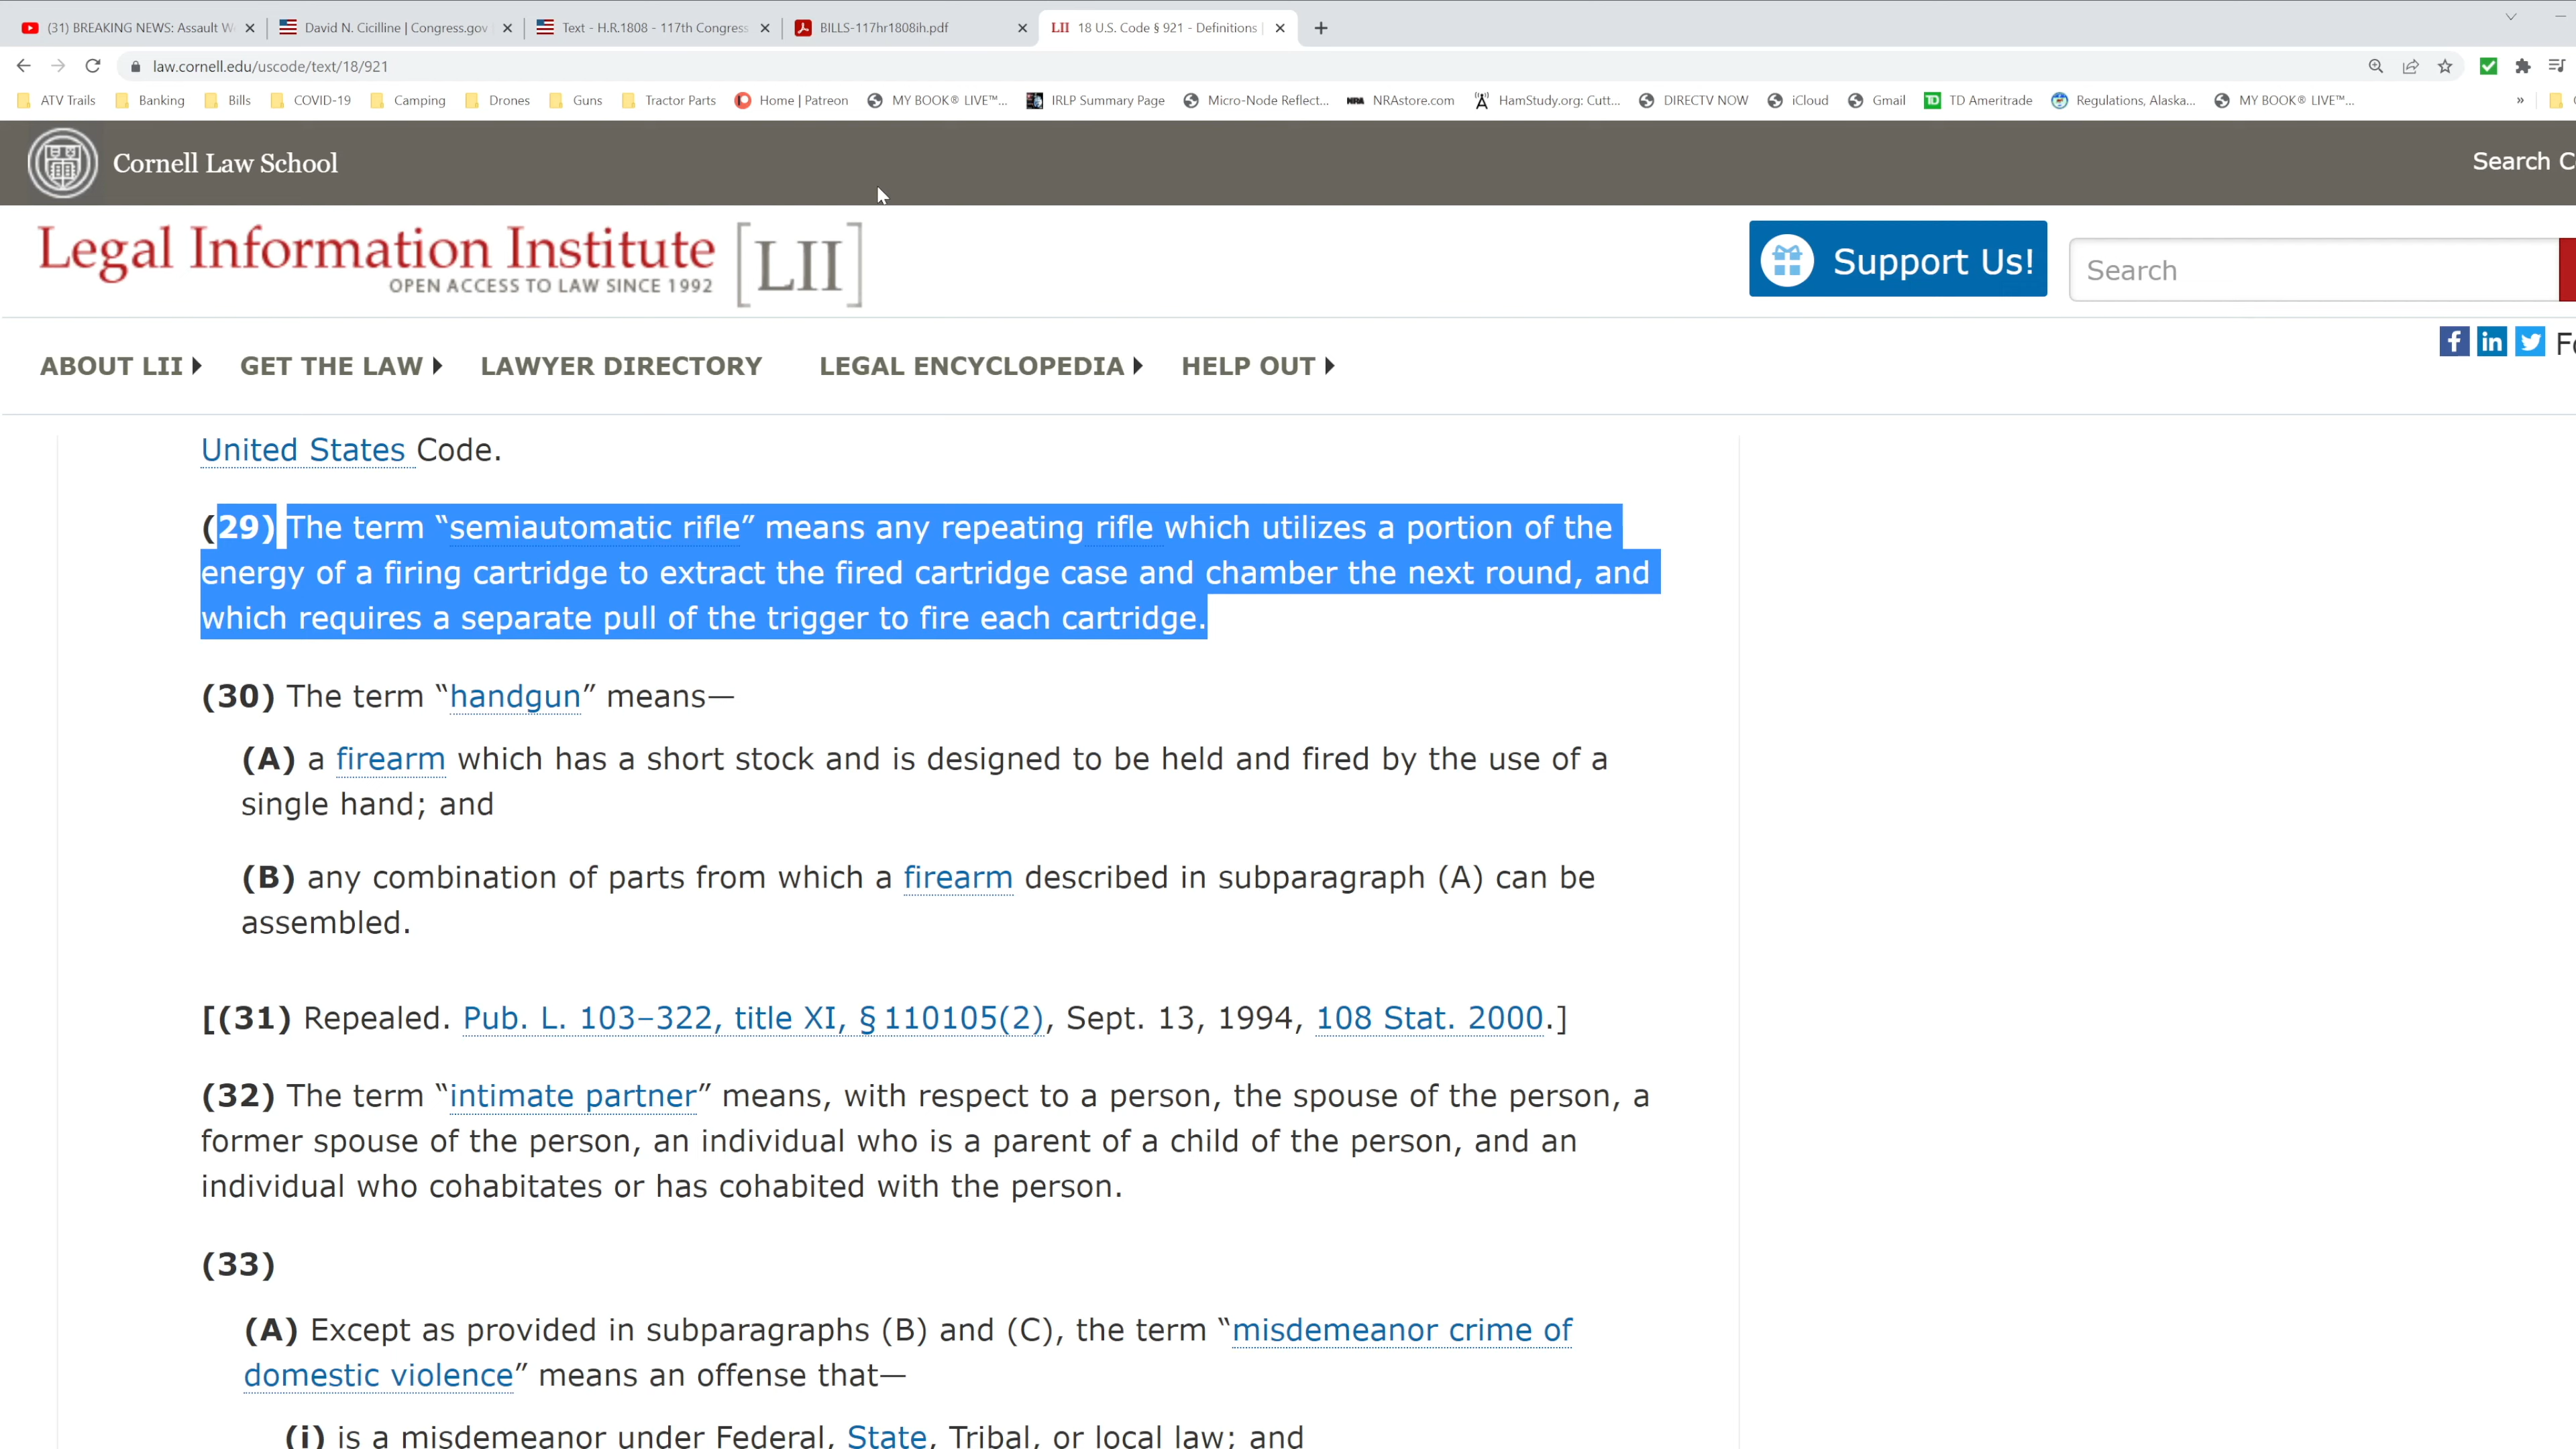 (31) BREAKING NEWS: Assault W
David N. Cicilline | Congress.gov
Text - H.R.1808 - 117th Congress
BILLS-117hr1808ih.pdf
LII 18 U.S. Code § 921 - Definitions |
law.cornell.edu/uscode/text/18/921
ATV Trails Banking Bills COVID-19 Camping Drones Guns Tractor Parts Home | Patreon MY BOOK® LIVE™... IRLP Summary Page Micro-Node Reflect... NRA NRAstore.com HamStudy.org: Cutt... DIRECTV NOW iCloud Gmail TD TD Ameritrade Regulations, Alaska... MY BOOK® LIVE™... »
Cornell Law School
Search C
Legal Information Institute [LII]
OPEN ACCESS TO LAW SINCE 1992
Support Us!
Search
ABOUT LII GET THE LAW LAWYER DIRECTORY LEGAL ENCYCLOPEDIA HELP OUT
f in
United States Code.
(29) The term “semiautomatic rifle” means any repeating rifle which utilizes a portion of the
energy of a firing cartridge to extract the fired cartridge case and chamber the next round, and
which requires a separate pull of the trigger to fire each cartridge.
(30) The term “handgun” means—
(A) a firearm which has a short stock and is designed to be held and fired by the use of a
single hand; and
(B) any combination of parts from which a firearm described in subparagraph (A) can be
assembled.
[(31) Repealed. Pub. L. 103–322, title XI, § 110105(2), Sept. 13, 1994, 108 Stat. 2000.]
(32) The term “intimate partner” means, with respect to a person, the spouse of the person, a
former spouse of the person, an individual who is a parent of a child of the person, and an
individual who cohabitates or has cohabited with the person.
(33)
(A) Except as provided in subparagraphs (B) and (C), the term “misdemeanor crime of
domestic violence” means an offense that—
(i) is a misdemeanor under Federal, State, Tribal, or local law; and